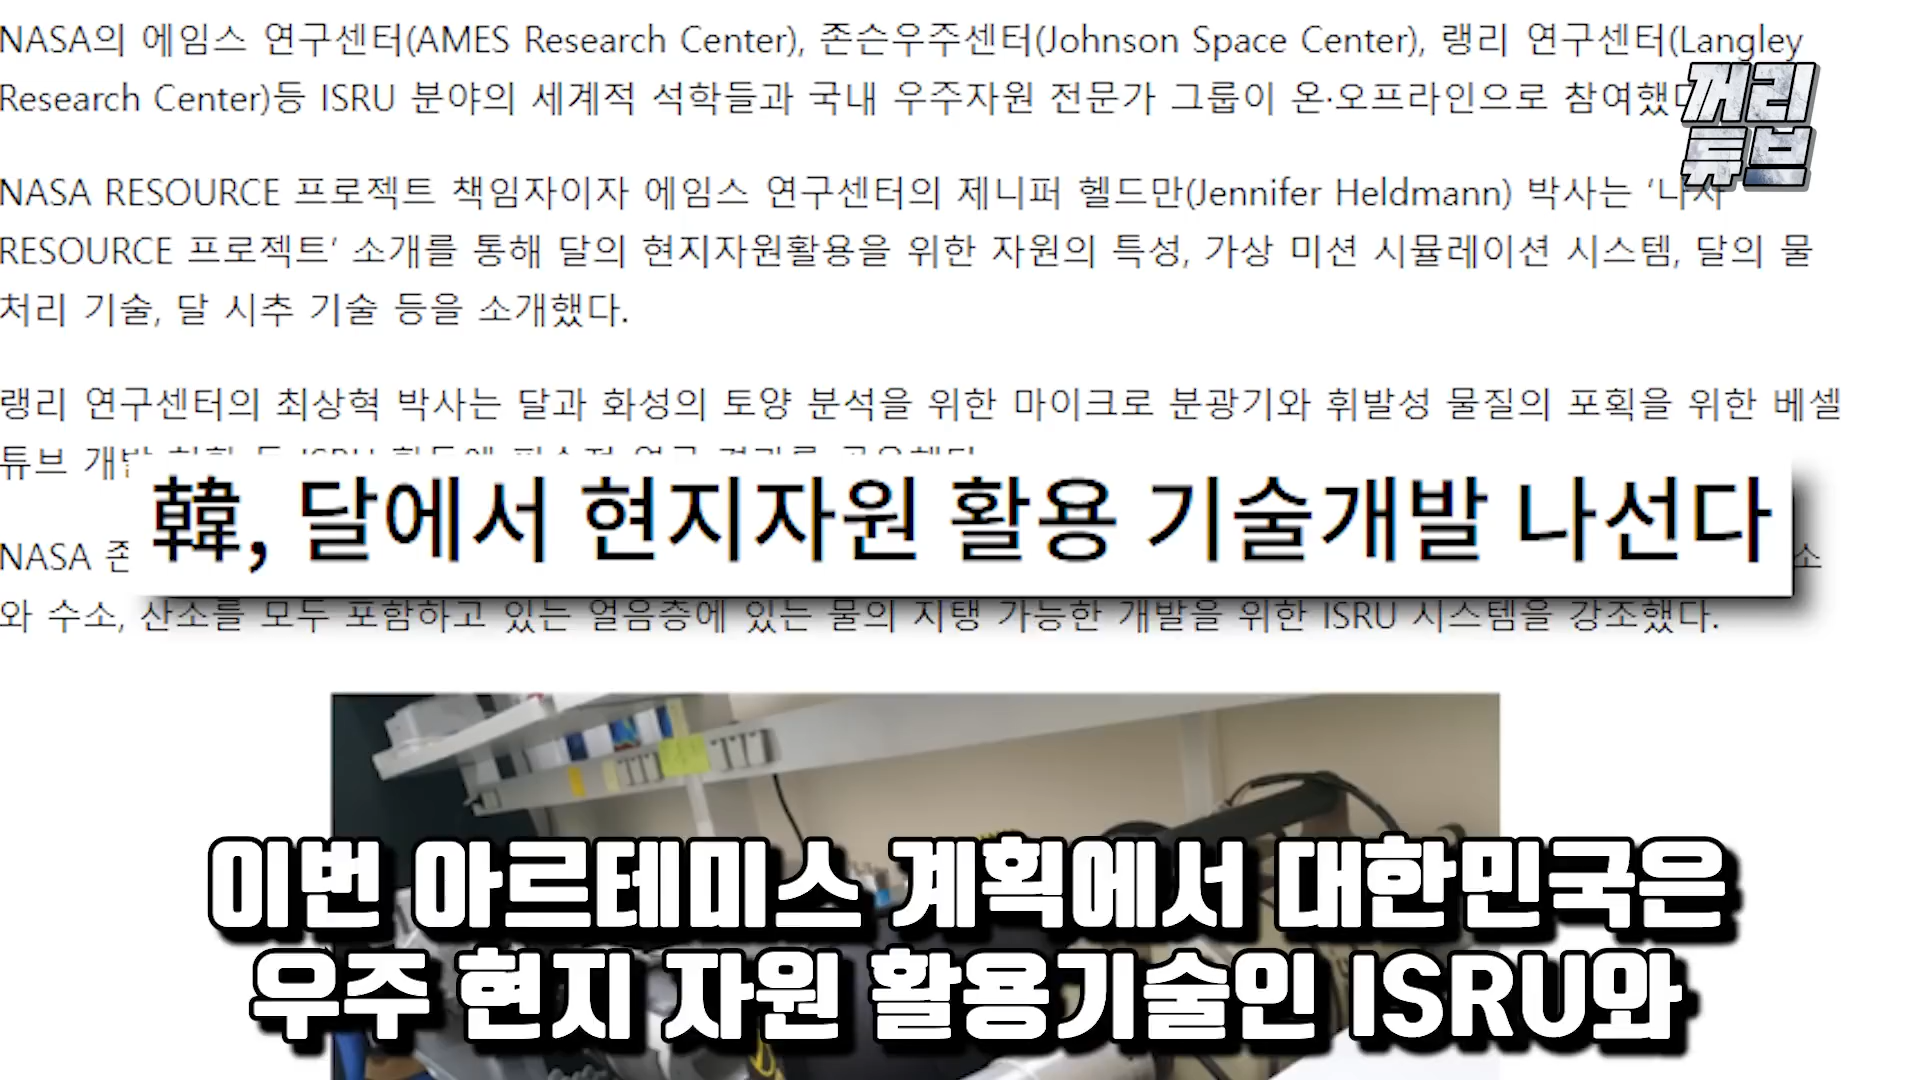 NASA의 에임스 연구센터(AMES Research Center), 존슨우주센터(Johnson Space Center), 랭리 연구센터(Langley
Research Center)등 ISRU 분야의 세계적 석학들과 국내 우주자원 전문가 그룹이 온·오프라인으로 참여했다
꺼리
튜브
NASA RESOURCE 프로젝트 책임자이자 에임스 연구센터의 제니퍼 헬드만(Jennifer Heldmann) 박사는 ‘나사
RESOURCE 프로젝트’ 소개를 통해 달의 현지자원활용을 위한 자원의 특성, 가상 미션 시뮬레이션 시스템, 달의 물
처리 기술, 달 시추 기술 등을 소개했다.
랭리 연구센터의 최상혁 박사는 달과 화성의 토양 분석을 위한 마이크로 분광기와 휘발성 물질의 포획을 위한 베셀
튜브 개발
韓, 달에서 현지자원 활용 기술개발 나선다
NASA 존 소
와 수소, 산소를 모두 포함하고 있는 얼음층에 있는 물의 지탱 가능한 개발을 위한 ISRU 시스템을 강조했다.
이번 아르테미스 계획에서 대한민국은
우주 현지 자원 활용기술인 ISRU와